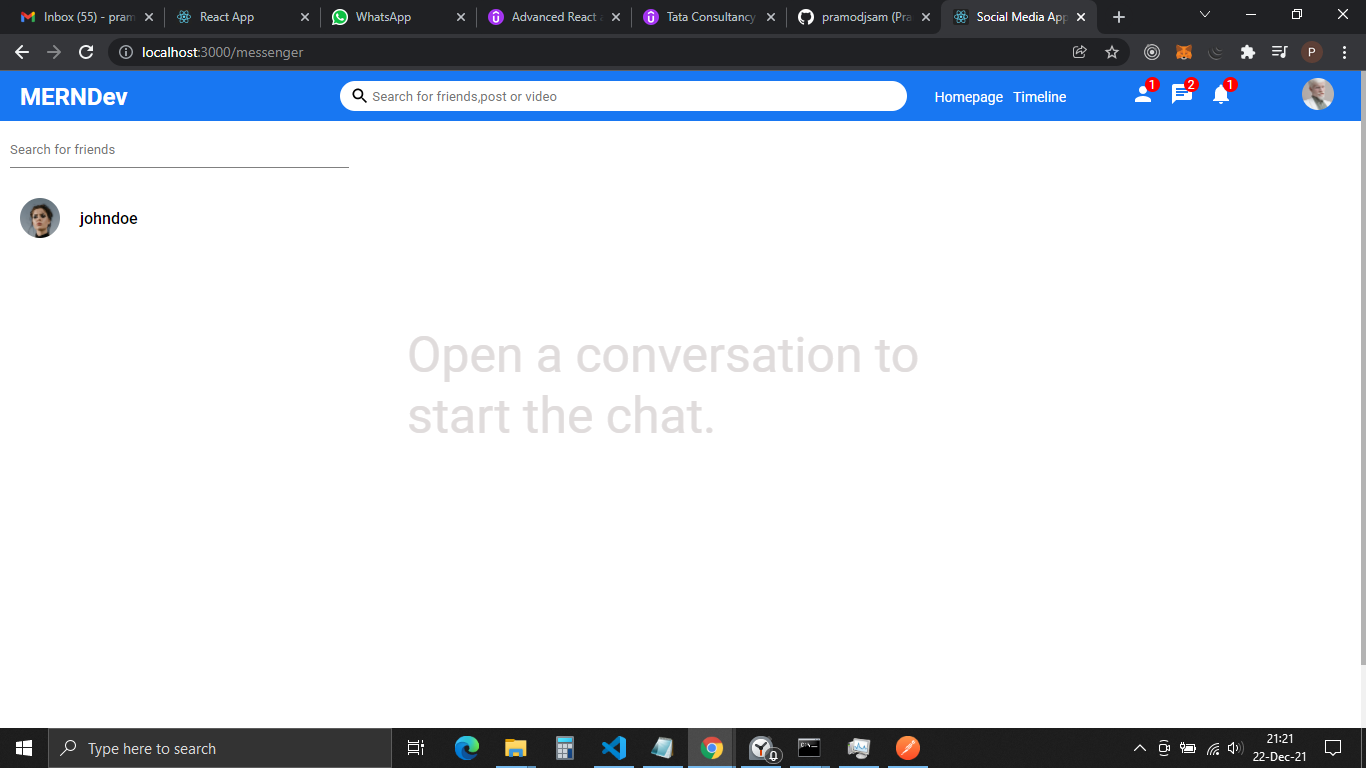 Inbox (55) - pram
React App
WhatsApp
Advanced React a
Tata Consultancy
pramodjsam (Pra
Social Media App
localhost:3000/messenger
P
MERNDev
Search for friends,post or video
Homepage Timeline
1
2
1
Search for friends
johndoe
Open a conversation to
start the chat.
Type here to search
21:21
22-Dec-21